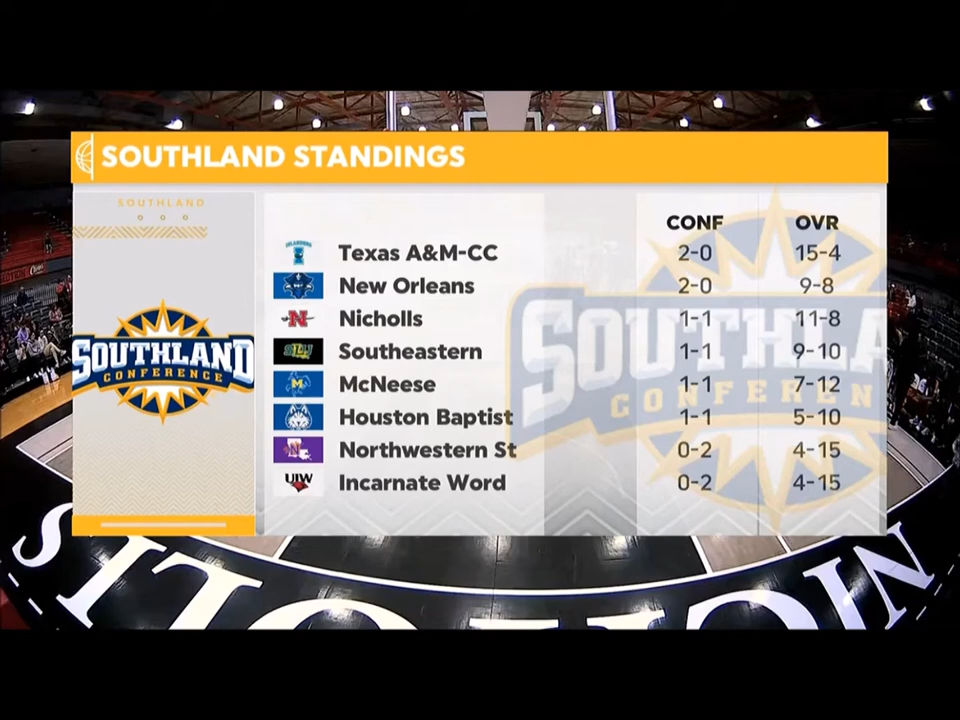 SOUTHLAND STANDINGS
SOUTHLAND
SOUTHLAND
CONFERENCE
CONF OVR
Texas A&M-CC 2-0 15-4
New Orleans 2-0 9-8
Nicholls 1-1 11-8
Southeastern 1-1 9-10
McNeese 1-1 7-12
Houston Baptist 1-1 5-10
Northwestern St 0-2 4-15
UIW Incarnate Word 0-2 4-15